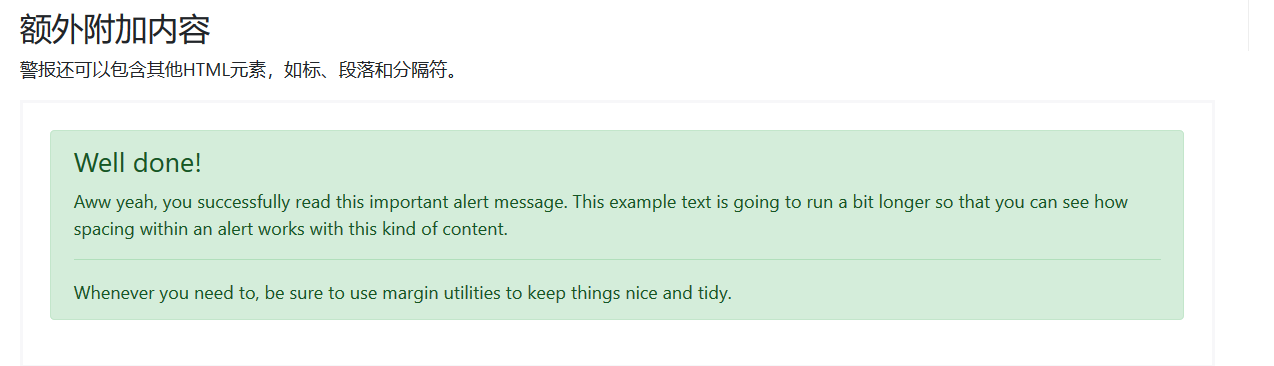 额外附加内容
警报还可以包含其他HTML元素，如标、段落和分隔符。
Well done!
Aww yeah, you successfully read this important alert message. This example text is going to run a bit longer so that you can see how
spacing within an alert works with this kind of content.
Whenever you need to, be sure to use margin utilities to keep things nice and tidy.